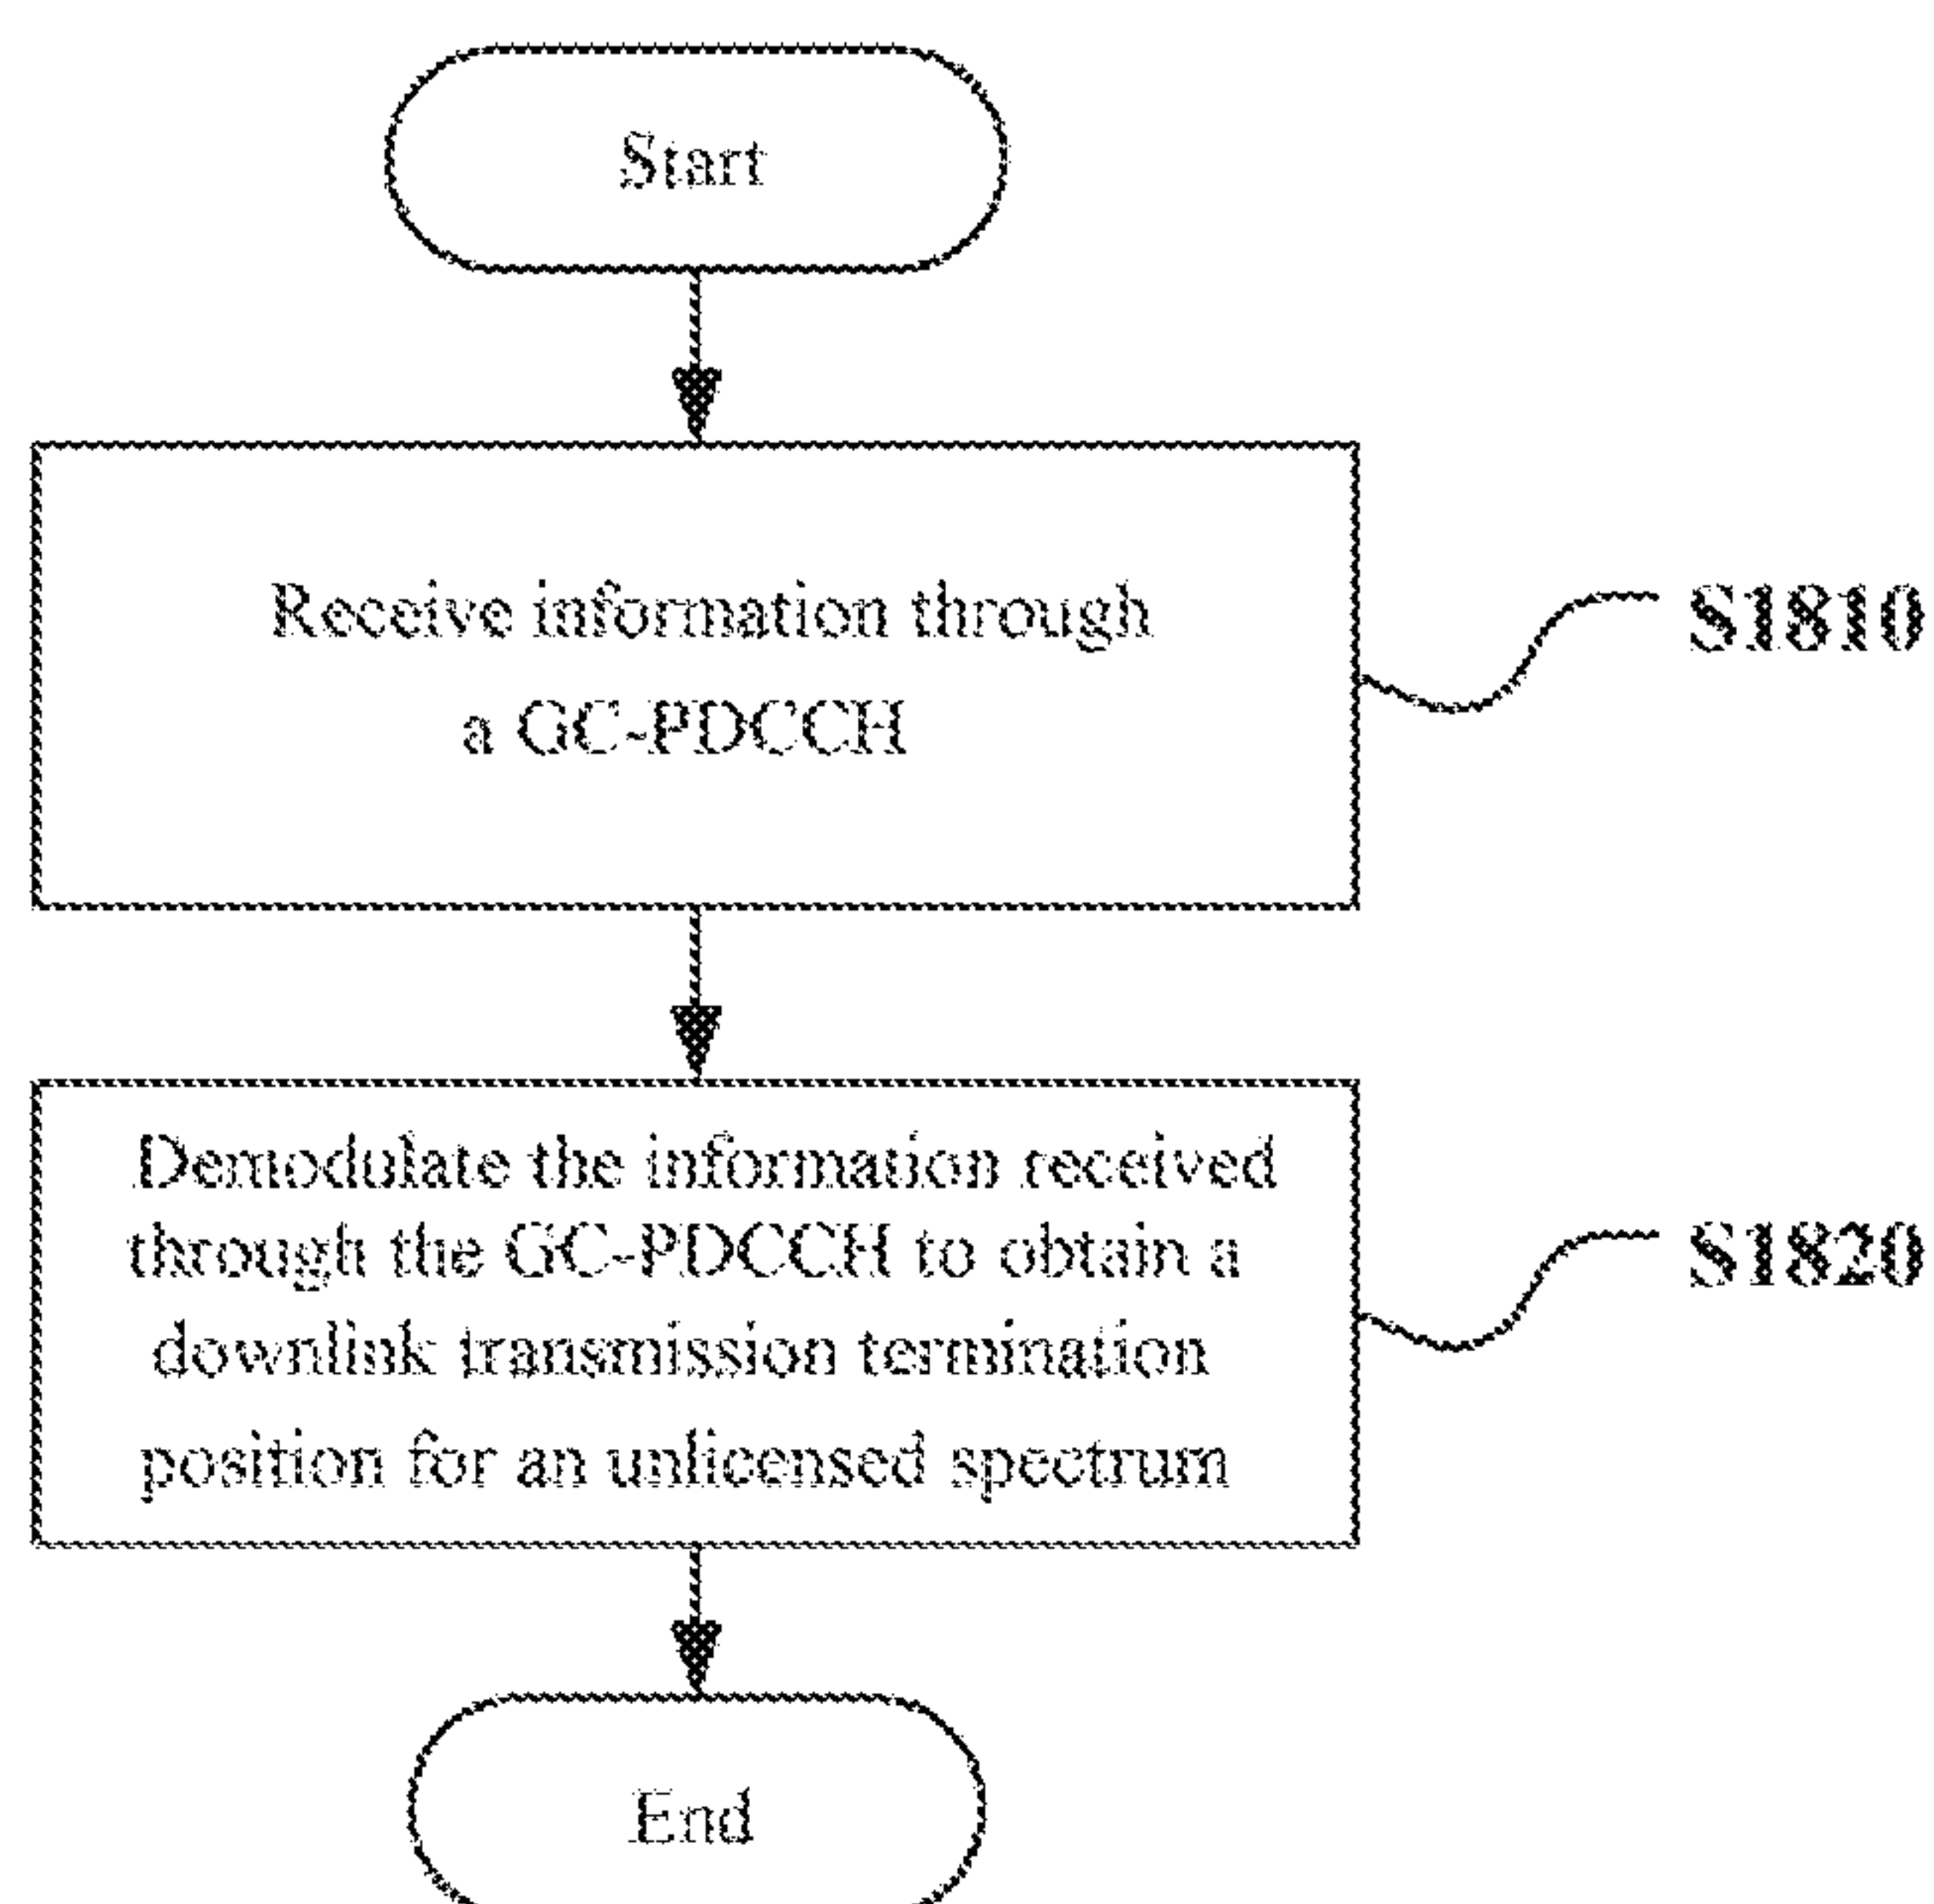 Start
Receive information through
a GC-PDCCH
S1810
Demodulate the information received
through the GC-PDCCH to obtain a
downlink transmission termination
position for an unlicensed spectrum
S1820
End